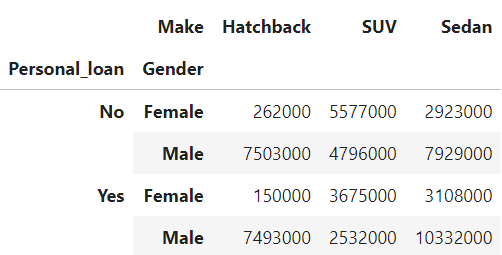 Make Hatchback SUV Sedan
Personal_loan Gender
No Female 262000 5577000 2923000
Male 7503000 4796000 7929000
Yes Female 150000 3675000 3108000
Male 7493000 2532000 10332000